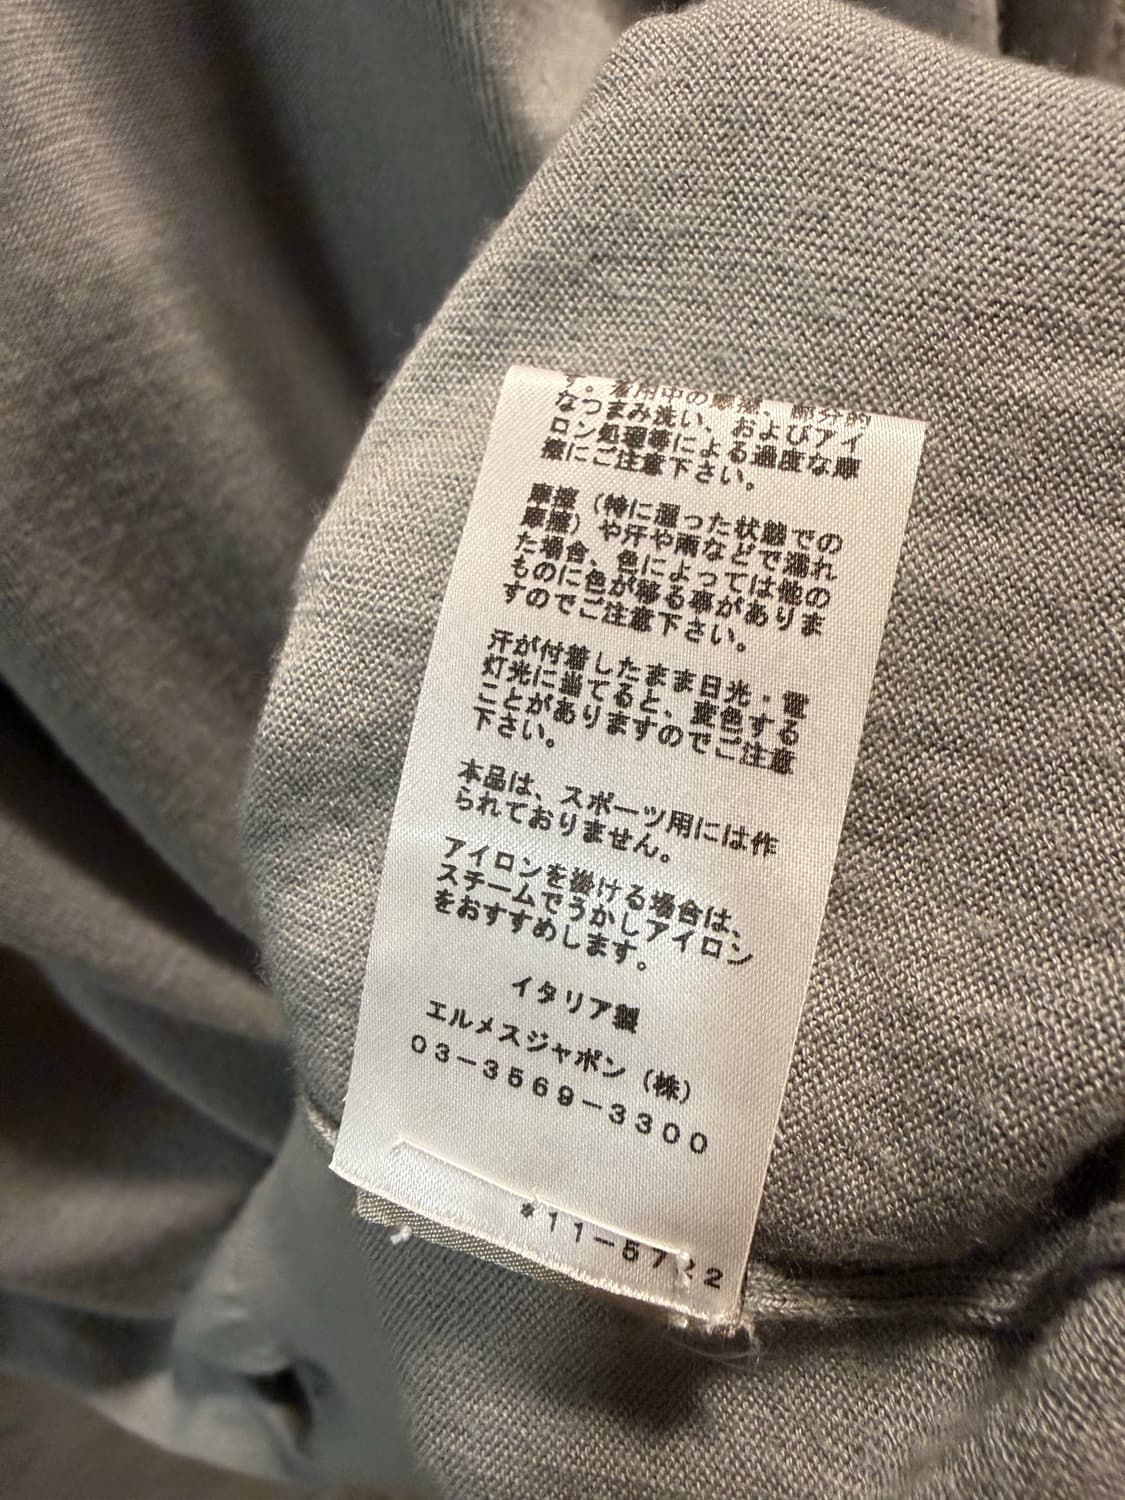 す。着用中の摩擦、部分的
なつまみ洗い、およびアイ
ロン処理等による過度な摩
擦にご注意下さい。
摩擦（特に湿った状態での
摩擦）や汗や雨などで濡れ
た場合、色によっては他の
ものに色が移る事がありま
すのでご注意下さい。
汗が付着したまま日光・電
灯光に当てると、変色する
ことがありますのでご注意
下さい。
本品は、スポーツ用には作
られておりません。
アイロンを掛ける場合は、
スチームでうかしアイロン
をおすすめします。
イタリア製
エルメスジャポン（株）
03-3569-3300
*11-5722